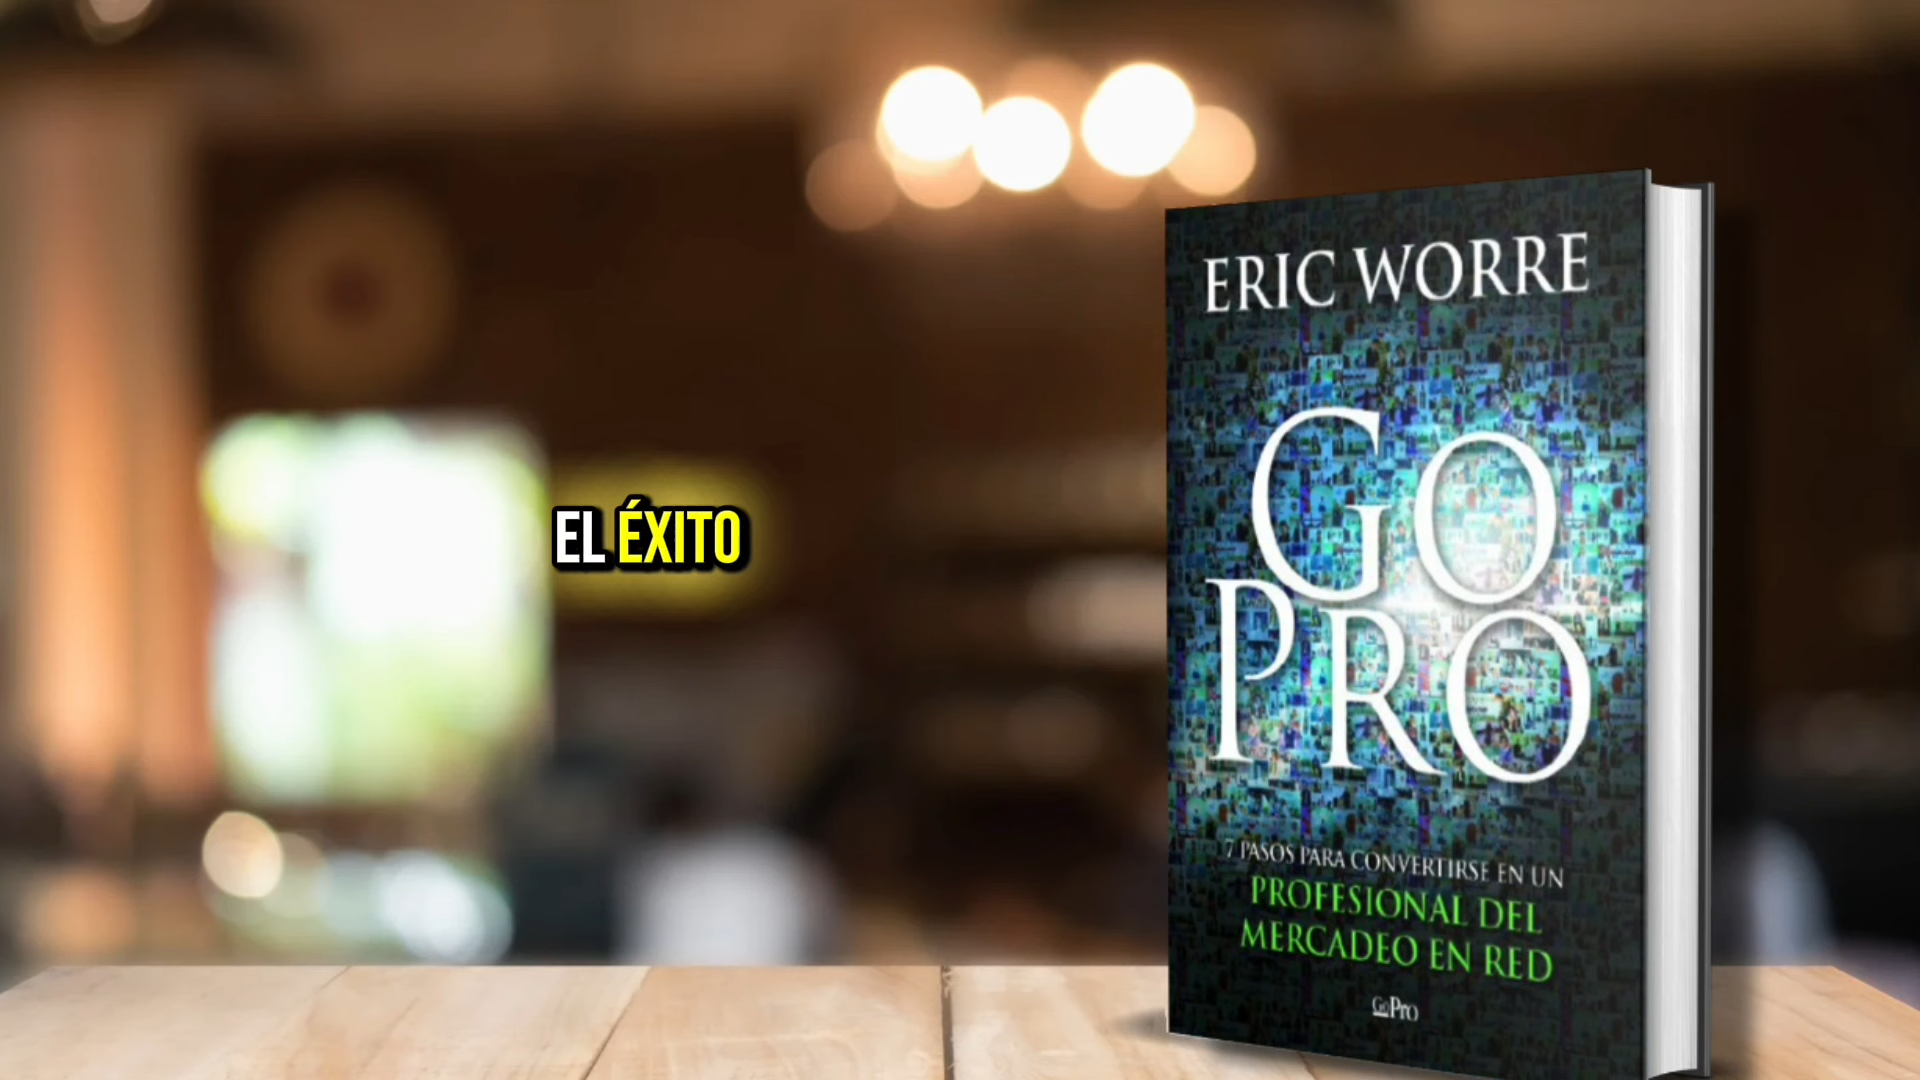 EL ÉXITO
ERIC WORRE
GO
PRO
7 PASOS PARA CONVERTIRSE EN UN
PROFESIONAL DEL
MERCADEO EN RED
GoPro